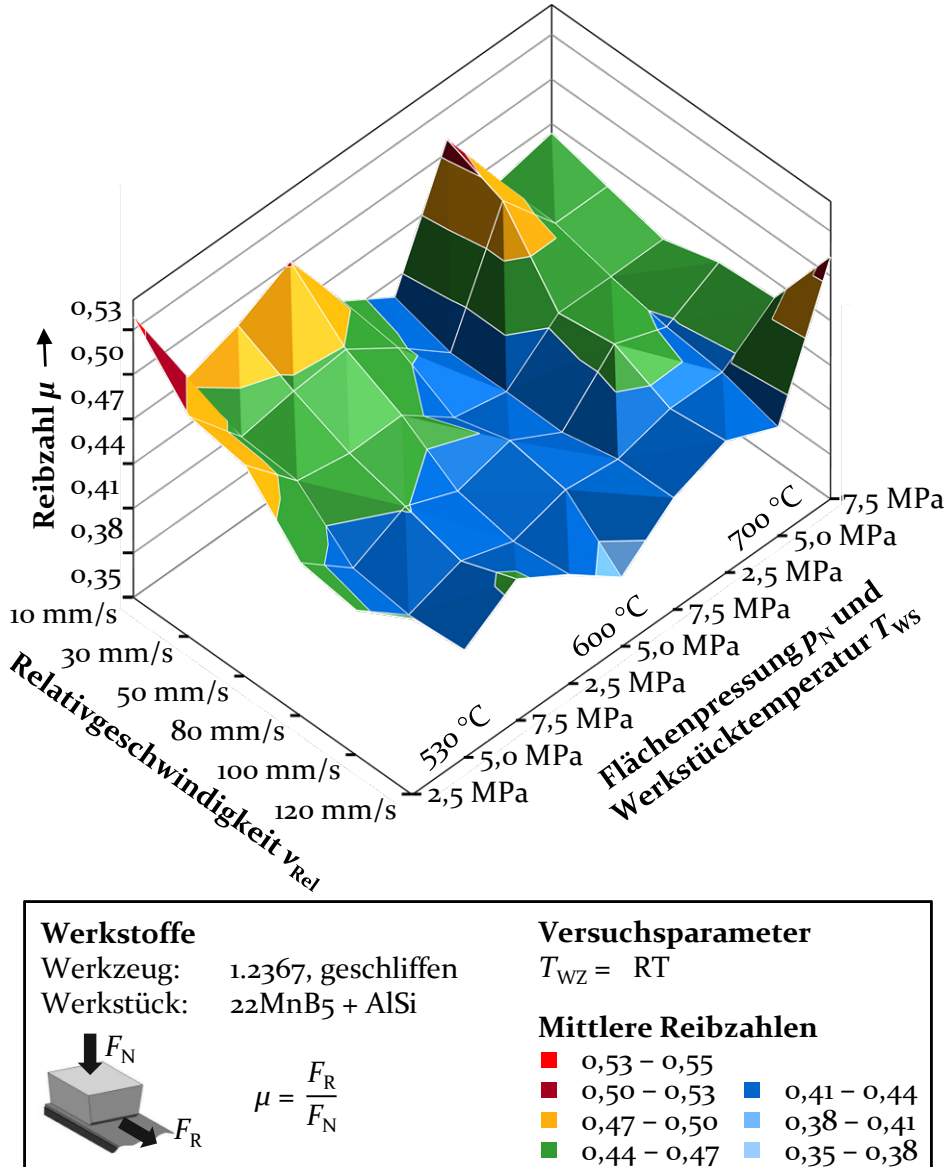 0,53
0,50
0,47
0,44
0,41
0,38
0,35
Reibzahl μ
10 mm/s
30 mm/s
50 mm/s
80 mm/s
100 mm/s
120 mm/s
Relativgeschwindigkeit vRel
2,5 MPa
5,0 MPa
7,5 MPa
2,5 MPa
5,0 MPa
7,5 MPa
2,5 MPa
5,0 MPa
7,5 MPa
530 °C
600 °C
700 °C
Flächenpressung pN und
Werkstücktemperatur TWS
Werkstoffe
Werkzeug: 1.2367, geschliffen
Werkstück: 22MnB5 + AlSi
FN
FR
μ = FR / FN
Versuchsparameter
TWZ = RT
Mittlere Reibzahlen
0,53 – 0,55
0,50 – 0,53
0,47 – 0,50
0,44 – 0,47
0,41 – 0,44
0,38 – 0,41
0,35 – 0,38